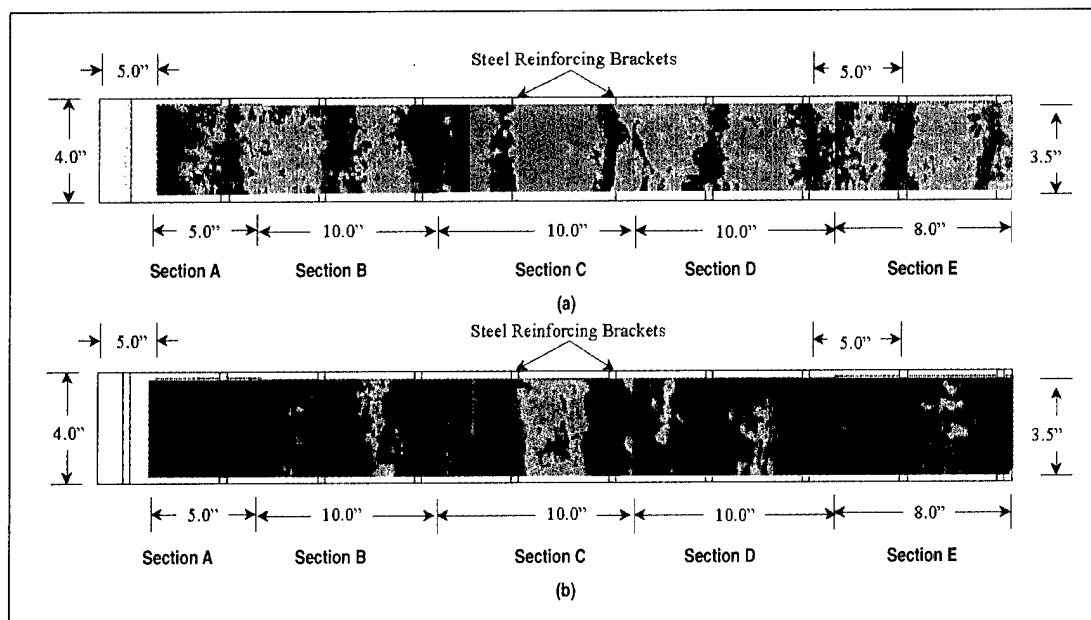 Steel Reinforcing Brackets
5.0”
5.0”
4.0”
3.5”
5.0”
10.0”
10.0”
10.0”
8.0”
Section A
Section B
Section C
Section D
Section E
(a)
Steel Reinforcing Brackets
5.0”
5.0”
4.0”
3.5”
5.0”
10.0”
10.0”
10.0”
8.0”
Section A
Section B
Section C
Section D
Section E
(b)